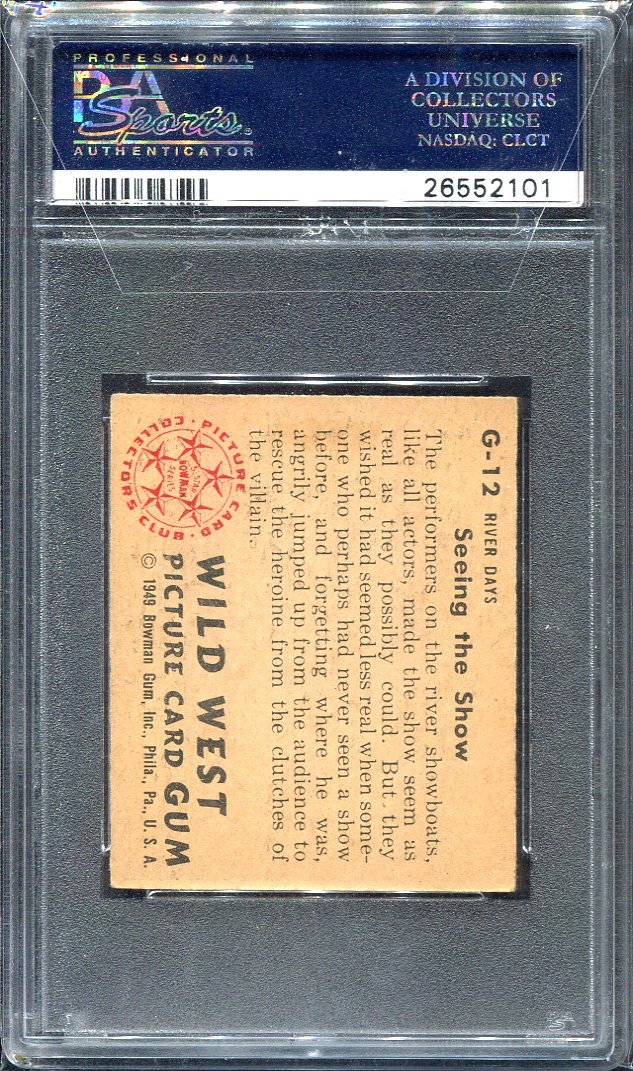 PROFESSIONAL
PSA
Sports®
AUTHENTICATOR
A DIVISION OF
COLLECTORS
UNIVERSE
NASDAQ: CLCT
26552101
G-12 RIVER DAYS
Seeing the Show
The performers on the river showboats,
like all actors, made the show seem as
real as they possibly could. But, they
wished it had seemed less real when some-
one who perhaps had never seen a show
before, and forgetting where he was,
angrily jumped up from the audience to
rescue the heroine from the clutches of
the villain.
PICTURE CARD
COLLECTORS CLUB
5-STAR
BOWMAN
SERIES
WILD WEST
PICTURE CARD GUM
© 1949 Bowman Gum, Inc., Phila., Pa., U. S. A.